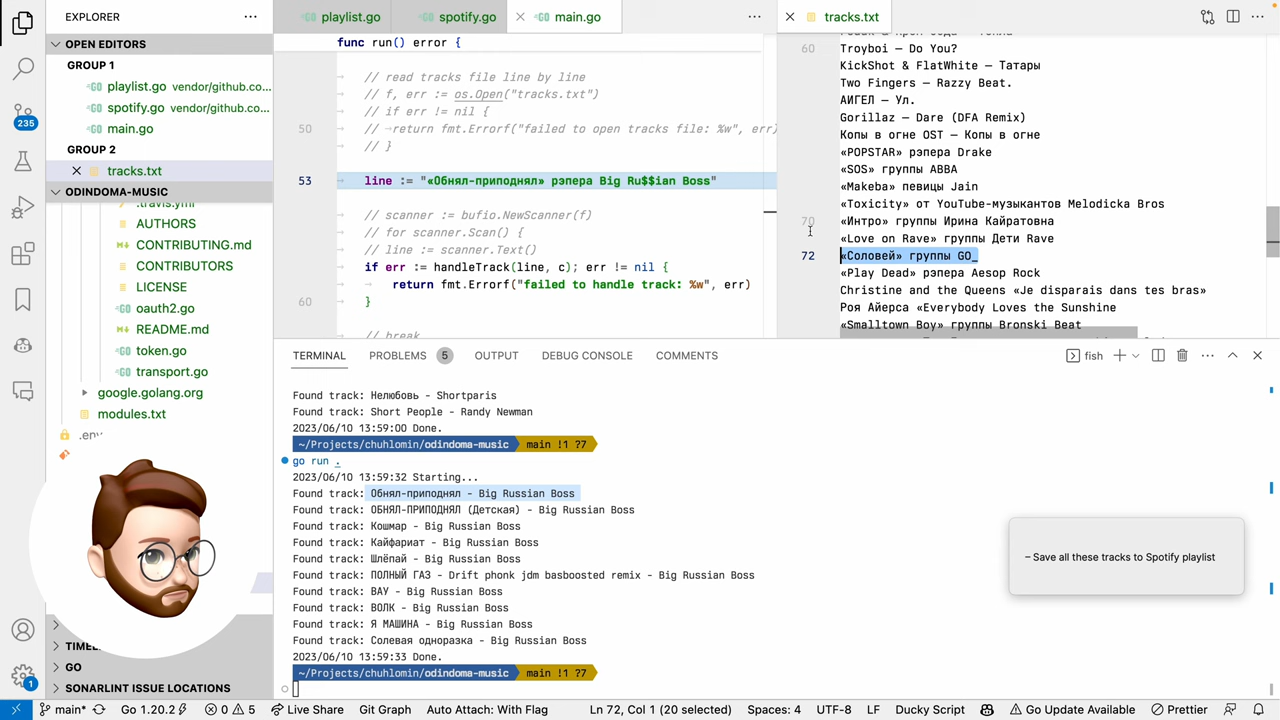 EXPLORER
OPEN EDITORS
GROUP 1
playlist.go vendor/github.co...
spotify.go vendor/github.co...
main.go
GROUP 2
tracks.txt
ODINDOMA-MUSIC
.travis.yml
AUTHORS
CONTRIBUTING.md
CONTRIBUTORS
LICENSE
oauth2.go
README.md
token.go
transport.go
google.golang.org
modules.txt
.env
GO
SONARLINT ISSUE LOCATIONS
235
1
playlist.go
spotify.go
main.go
func run() error {
// read tracks file line by line
// f, err := os.Open("tracks.txt")
// if err != nil {
50 // return fmt.Errorf("failed to open tracks file: %w", err)
// }
53 line := "«Обнял-приподнял» рэпера Big Ru$$ian Boss"
// scanner := bufio.NewScanner(f)
// for scanner.Scan() {
// line := scanner.Text()
if err := handleTrack(line, c); err != nil {
return fmt.Errorf("failed to handle track: %w", err)
60 }
// break
tracks.txt
60 Troyboi – Do You?
KickShot & FlatWhite – Татары
Two Fingers – Razzy Beat.
АИГЕЛ – Ул.
Gorillaz – Dare (DFA Remix)
Копы в огне OST – Копы в огне
«POPSTAR» рэпера Drake
«SOS» группы ABBA
«Makeba» певицы Jain
«Toxicity» от YouTube-музыкантов Melodicka Bros
70 «Интро» группы Ирина Кайратовна
«Love on Rave» группы Дети Rave
72 «Соловей» группы GO_
«Play Dead» рэпера Aesop Rock
Christine and the Queens «Je disparais dans tes bras»
Роя Айерса «Everybody Loves the Sunshine
«Smalltown Boy» группы Bronski Beat
TERMINAL PROBLEMS 5 OUTPUT DEBUG CONSOLE COMMENTS
fish
Found track: Нелюбовь - Shortparis
Found track: Short People - Randy Newman
2023/06/10 13:59:00 Done.
~/Projects/chuhlomin/odindoma-music main !1 ?7
go run .
2023/06/10 13:59:32 Starting...
Found track: Обнял-приподнял - Big Russian Boss
Found track: ОБНЯЛ-ПРИПОДНЯЛ (Детская) - Big Russian Boss
Found track: Кошмар - Big Russian Boss
Found track: Кайфариат - Big Russian Boss
Found track: Шлёпай - Big Russian Boss
Found track: ПОЛНЫЙ ГАЗ - Drift phonk jdm basboosted remix - Big Russian Boss
Found track: ВАУ - Big Russian Boss
Found track: ВОЛК - Big Russian Boss
Found track: Я МАШИНА - Big Russian Boss
Found track: Солевая одноразка - Big Russian Boss
2023/06/10 13:59:33 Done.
~/Projects/chuhlomin/odindoma-music main !1 ?7
– Save all these tracks to Spotify playlist
main* Go 1.20.2 0 5 Live Share Git Graph Auto Attach: With Flag Ln 72, Col 1 (20 selected) Spaces: 4 UTF-8 LF Ducky Script Go Update Available Prettier